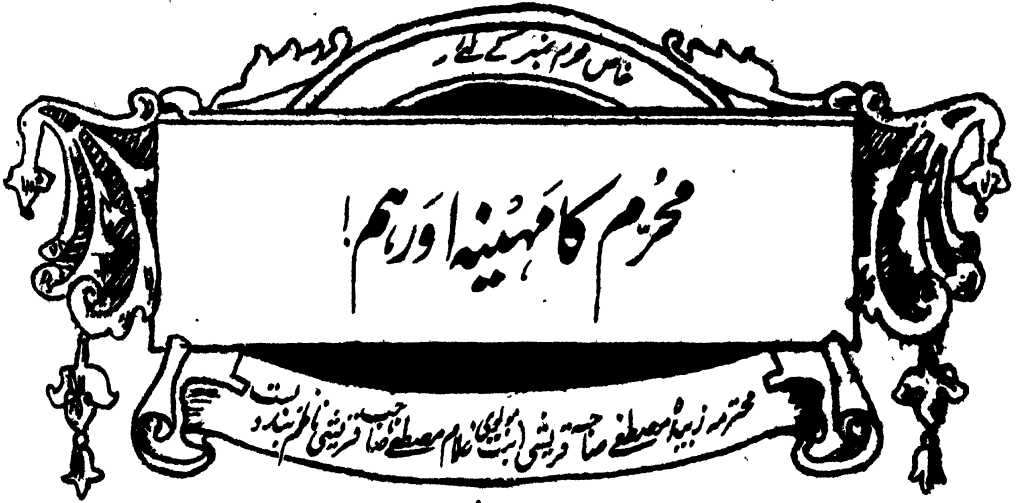 خاص محرم نمبر کے لئے
محرم کا مہینہ اور ہم!
محترمہ زبیدہ مصطفےٰ صاحبہ قریشی بنت مولوی غلام مصطفےٰ صاحب قریشی ناظر